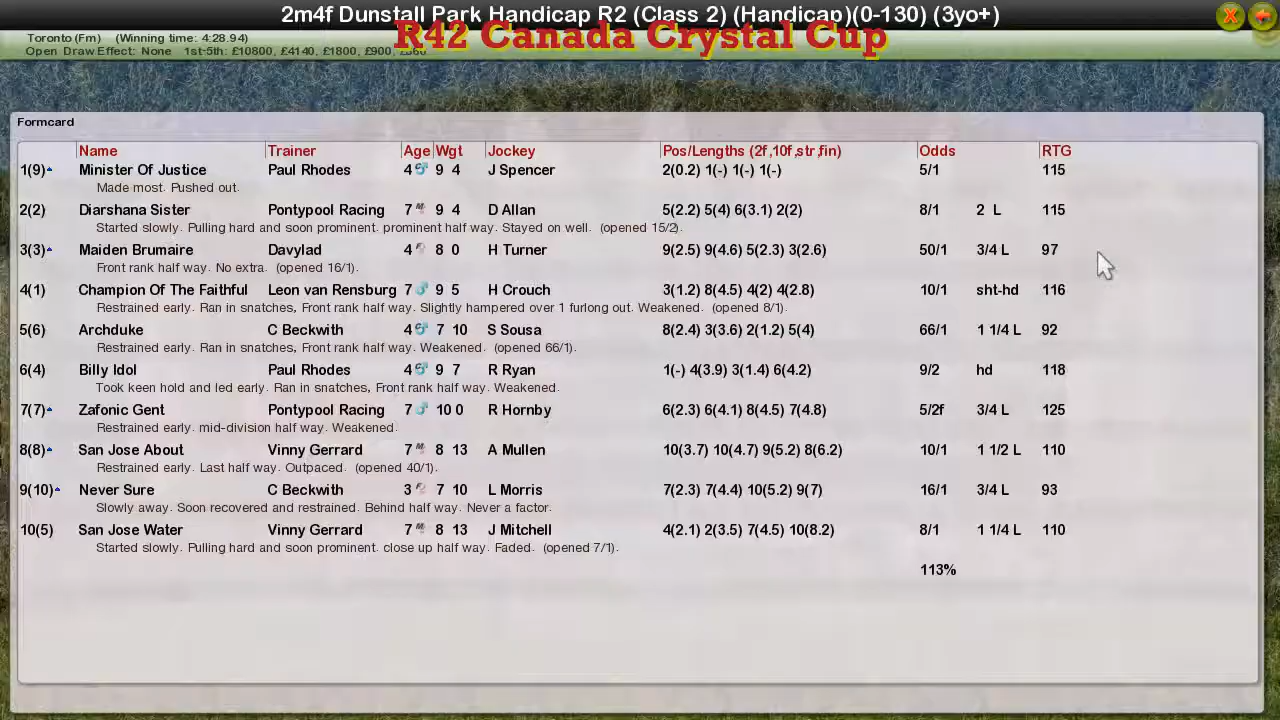 2m4f Dunstall Park Handicap R2 (Class 2) (Handicap)(0-130) (3yo+)
R42 Canada Crystal Cup
Toronto (Fm) (Winning time: 4:28.94)
Open Draw Effect: None 1st-5th: £10800, £4140, £1800, £900, £360
Formcard
Name Trainer Age Wgt Jockey Pos/Lengths (2f,10f,str,fin) Odds RTG
1(9) Minister Of Justice Paul Rhodes 4 9 4 J Spencer 2(0.2) 1(-) 1(-) 1(-) 5/1 115
Made most. Pushed out.
2(2) Diarshana Sister Pontypool Racing 7 9 4 D Allan 5(2.2) 5(4) 6(3.1) 2(2) 8/1 2 L 115
Started slowly. Pulling hard and soon prominent. prominent half way. Stayed on well. (opened 15/2).
3(3) Maiden Brumaire Davylad 4 8 0 H Turner 9(2.5) 9(4.6) 5(2.3) 3(2.6) 50/1 3/4 L 97
Front rank half way. No extra. (opened 16/1).
4(1) Champion Of The Faithful Leon van Rensburg 7 9 5 H Crouch 3(1.2) 8(4.5) 4(2) 4(2.8) 10/1 sht-hd 116
Restrained early. Ran in snatches, Front rank half way. Slightly hampered over 1 furlong out. Weakened. (opened 8/1).
5(6) Archduke C Beckwith 4 7 10 S Sousa 8(2.4) 3(3.6) 2(1.2) 5(4) 66/1 1 1/4 L 92
Restrained early. Ran in snatches, Front rank half way. Weakened. (opened 66/1).
6(4) Billy Idol Paul Rhodes 4 9 7 R Ryan 1(-) 4(3.9) 3(1.4) 6(4.2) 9/2 hd 118
Took keen hold and led early. Ran in snatches, Front rank half way. Weakened.
7(7) Zafonic Gent Pontypool Racing 7 10 0 R Hornby 6(2.3) 6(4.1) 8(4.5) 7(4.8) 5/2f 3/4 L 125
Restrained early. mid-division half way. Weakened.
8(8) San Jose About Vinny Gerrard 7 8 13 A Mullen 10(3.7) 10(4.7) 9(5.2) 8(6.2) 10/1 1 1/2 L 110
Restrained early. Last half way. Outpaced. (opened 40/1).
9(10) Never Sure C Beckwith 3 7 10 L Morris 7(2.3) 7(4.4) 10(5.2) 9(7) 16/1 3/4 L 93
Slowly away. Soon recovered and restrained. Behind half way. Never a factor.
10(5) San Jose Water Vinny Gerrard 7 8 13 J Mitchell 4(2.1) 2(3.5) 7(4.5) 10(8.2) 8/1 1 1/4 L 110
Started slowly. Pulling hard and soon prominent. close up half way. Faded. (opened 7/1).
113%